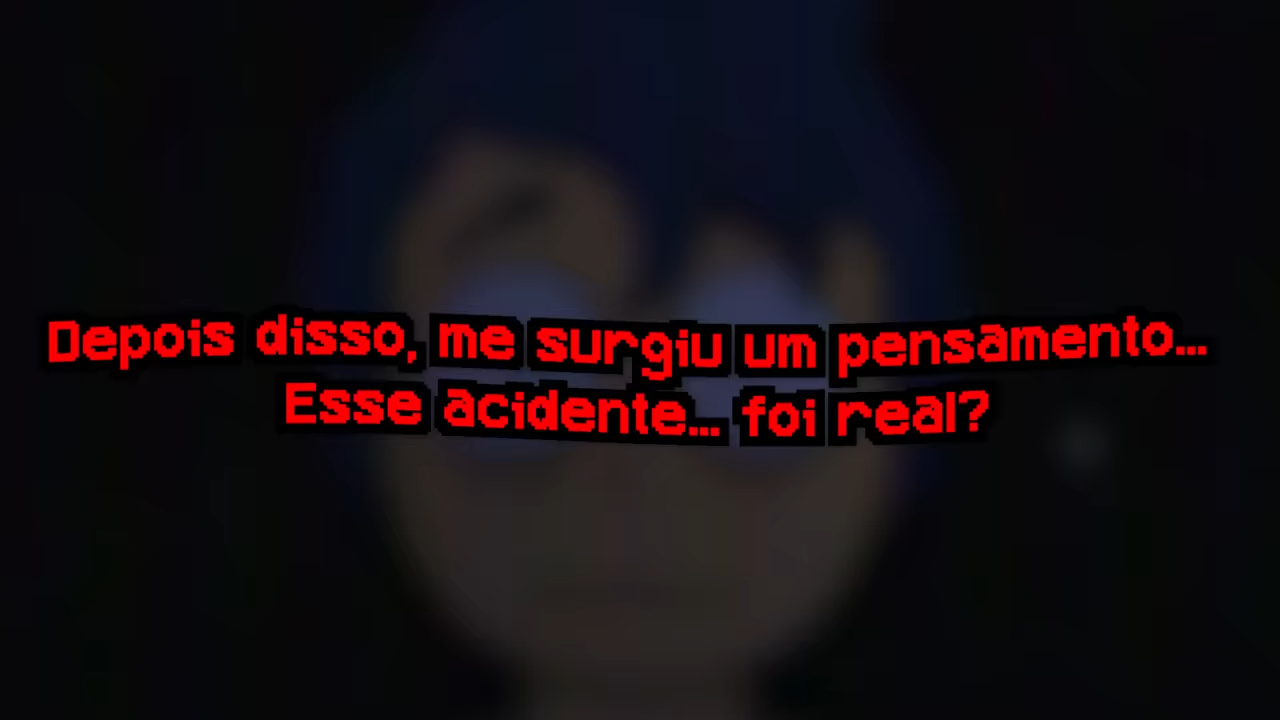 Depois disso, me surgiu um pensamento...
Esse acidente... foi real?